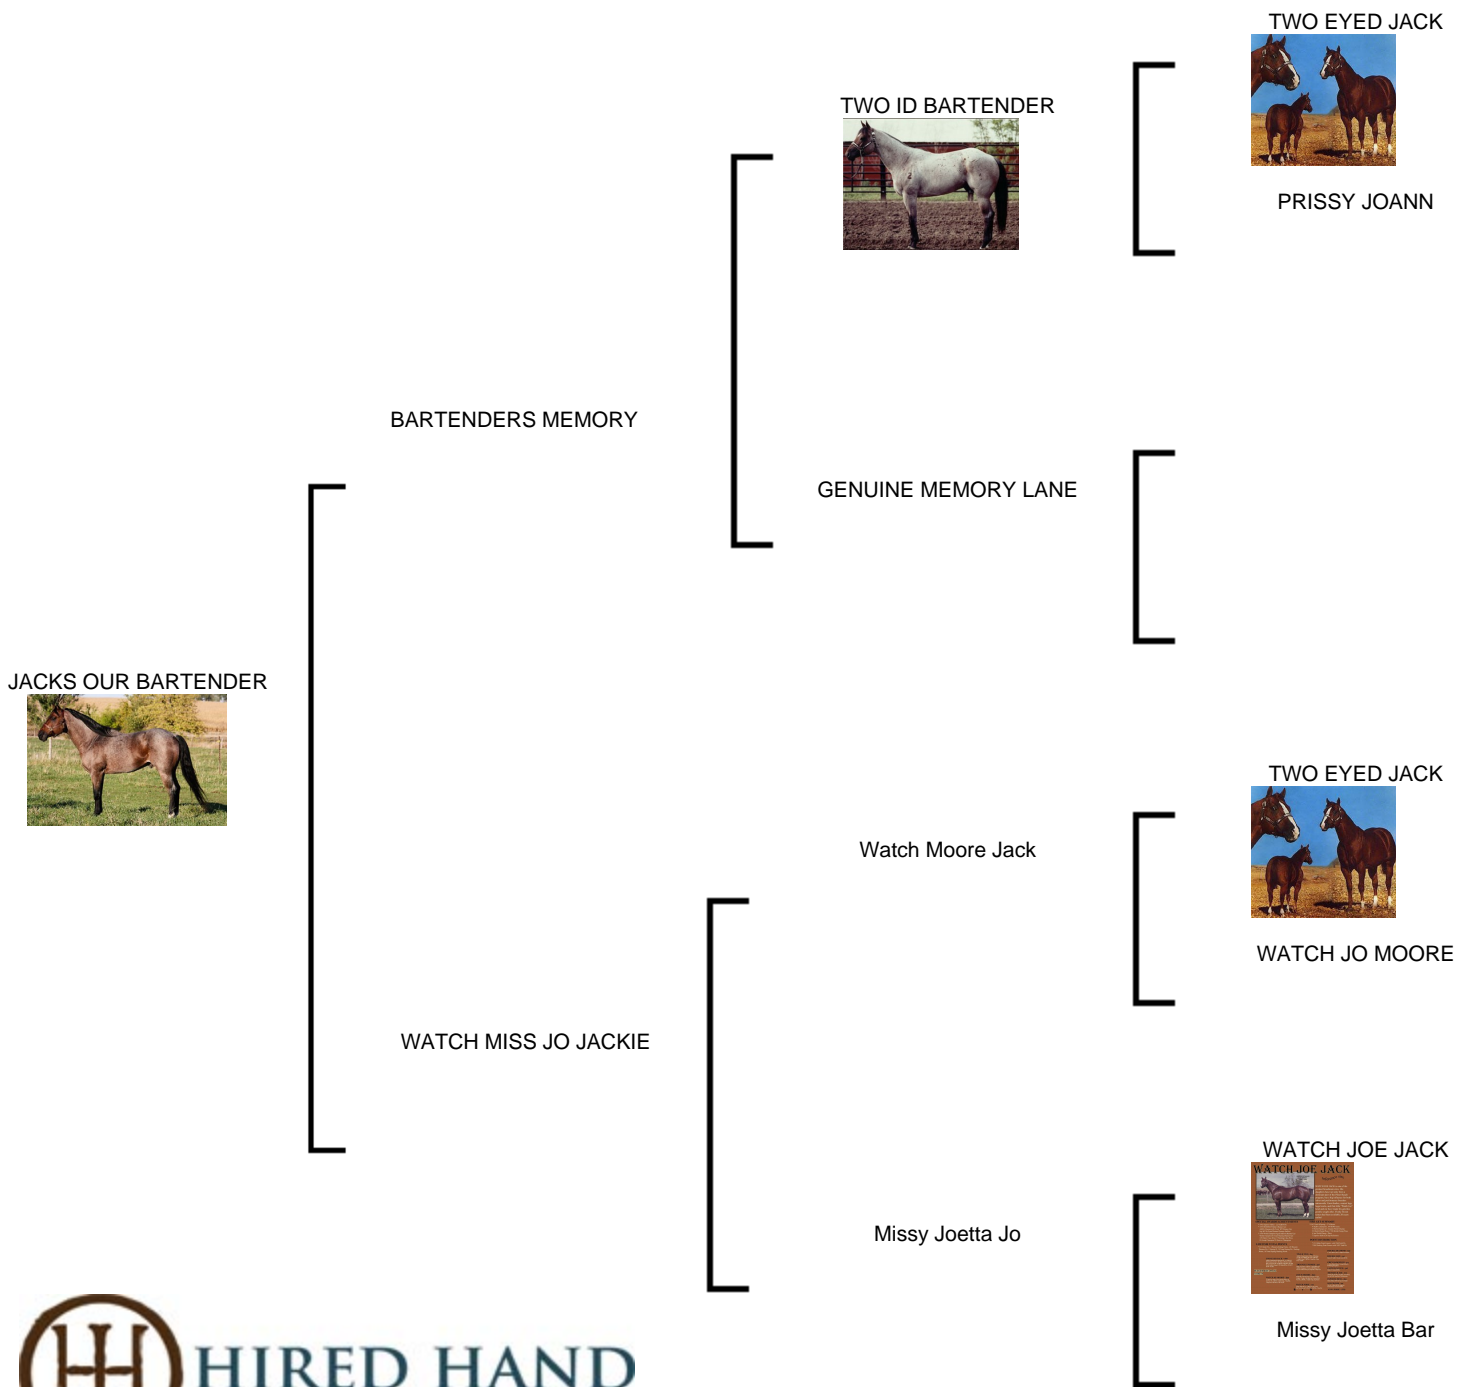 TWO EYED JACK
TWO ID BARTENDER
PRISSY JOANN
BARTENDERS MEMORY
GENUINE MEMORY LANE
JACKS OUR BARTENDER
TWO EYED JACK
Watch Moore Jack
WATCH JO MOORE
WATCH MISS JO JACKIE
WATCH JOE JACK
WATCH JOE JACK
Missy Joetta Jo
Missy Joetta Bar
HIRED HAND